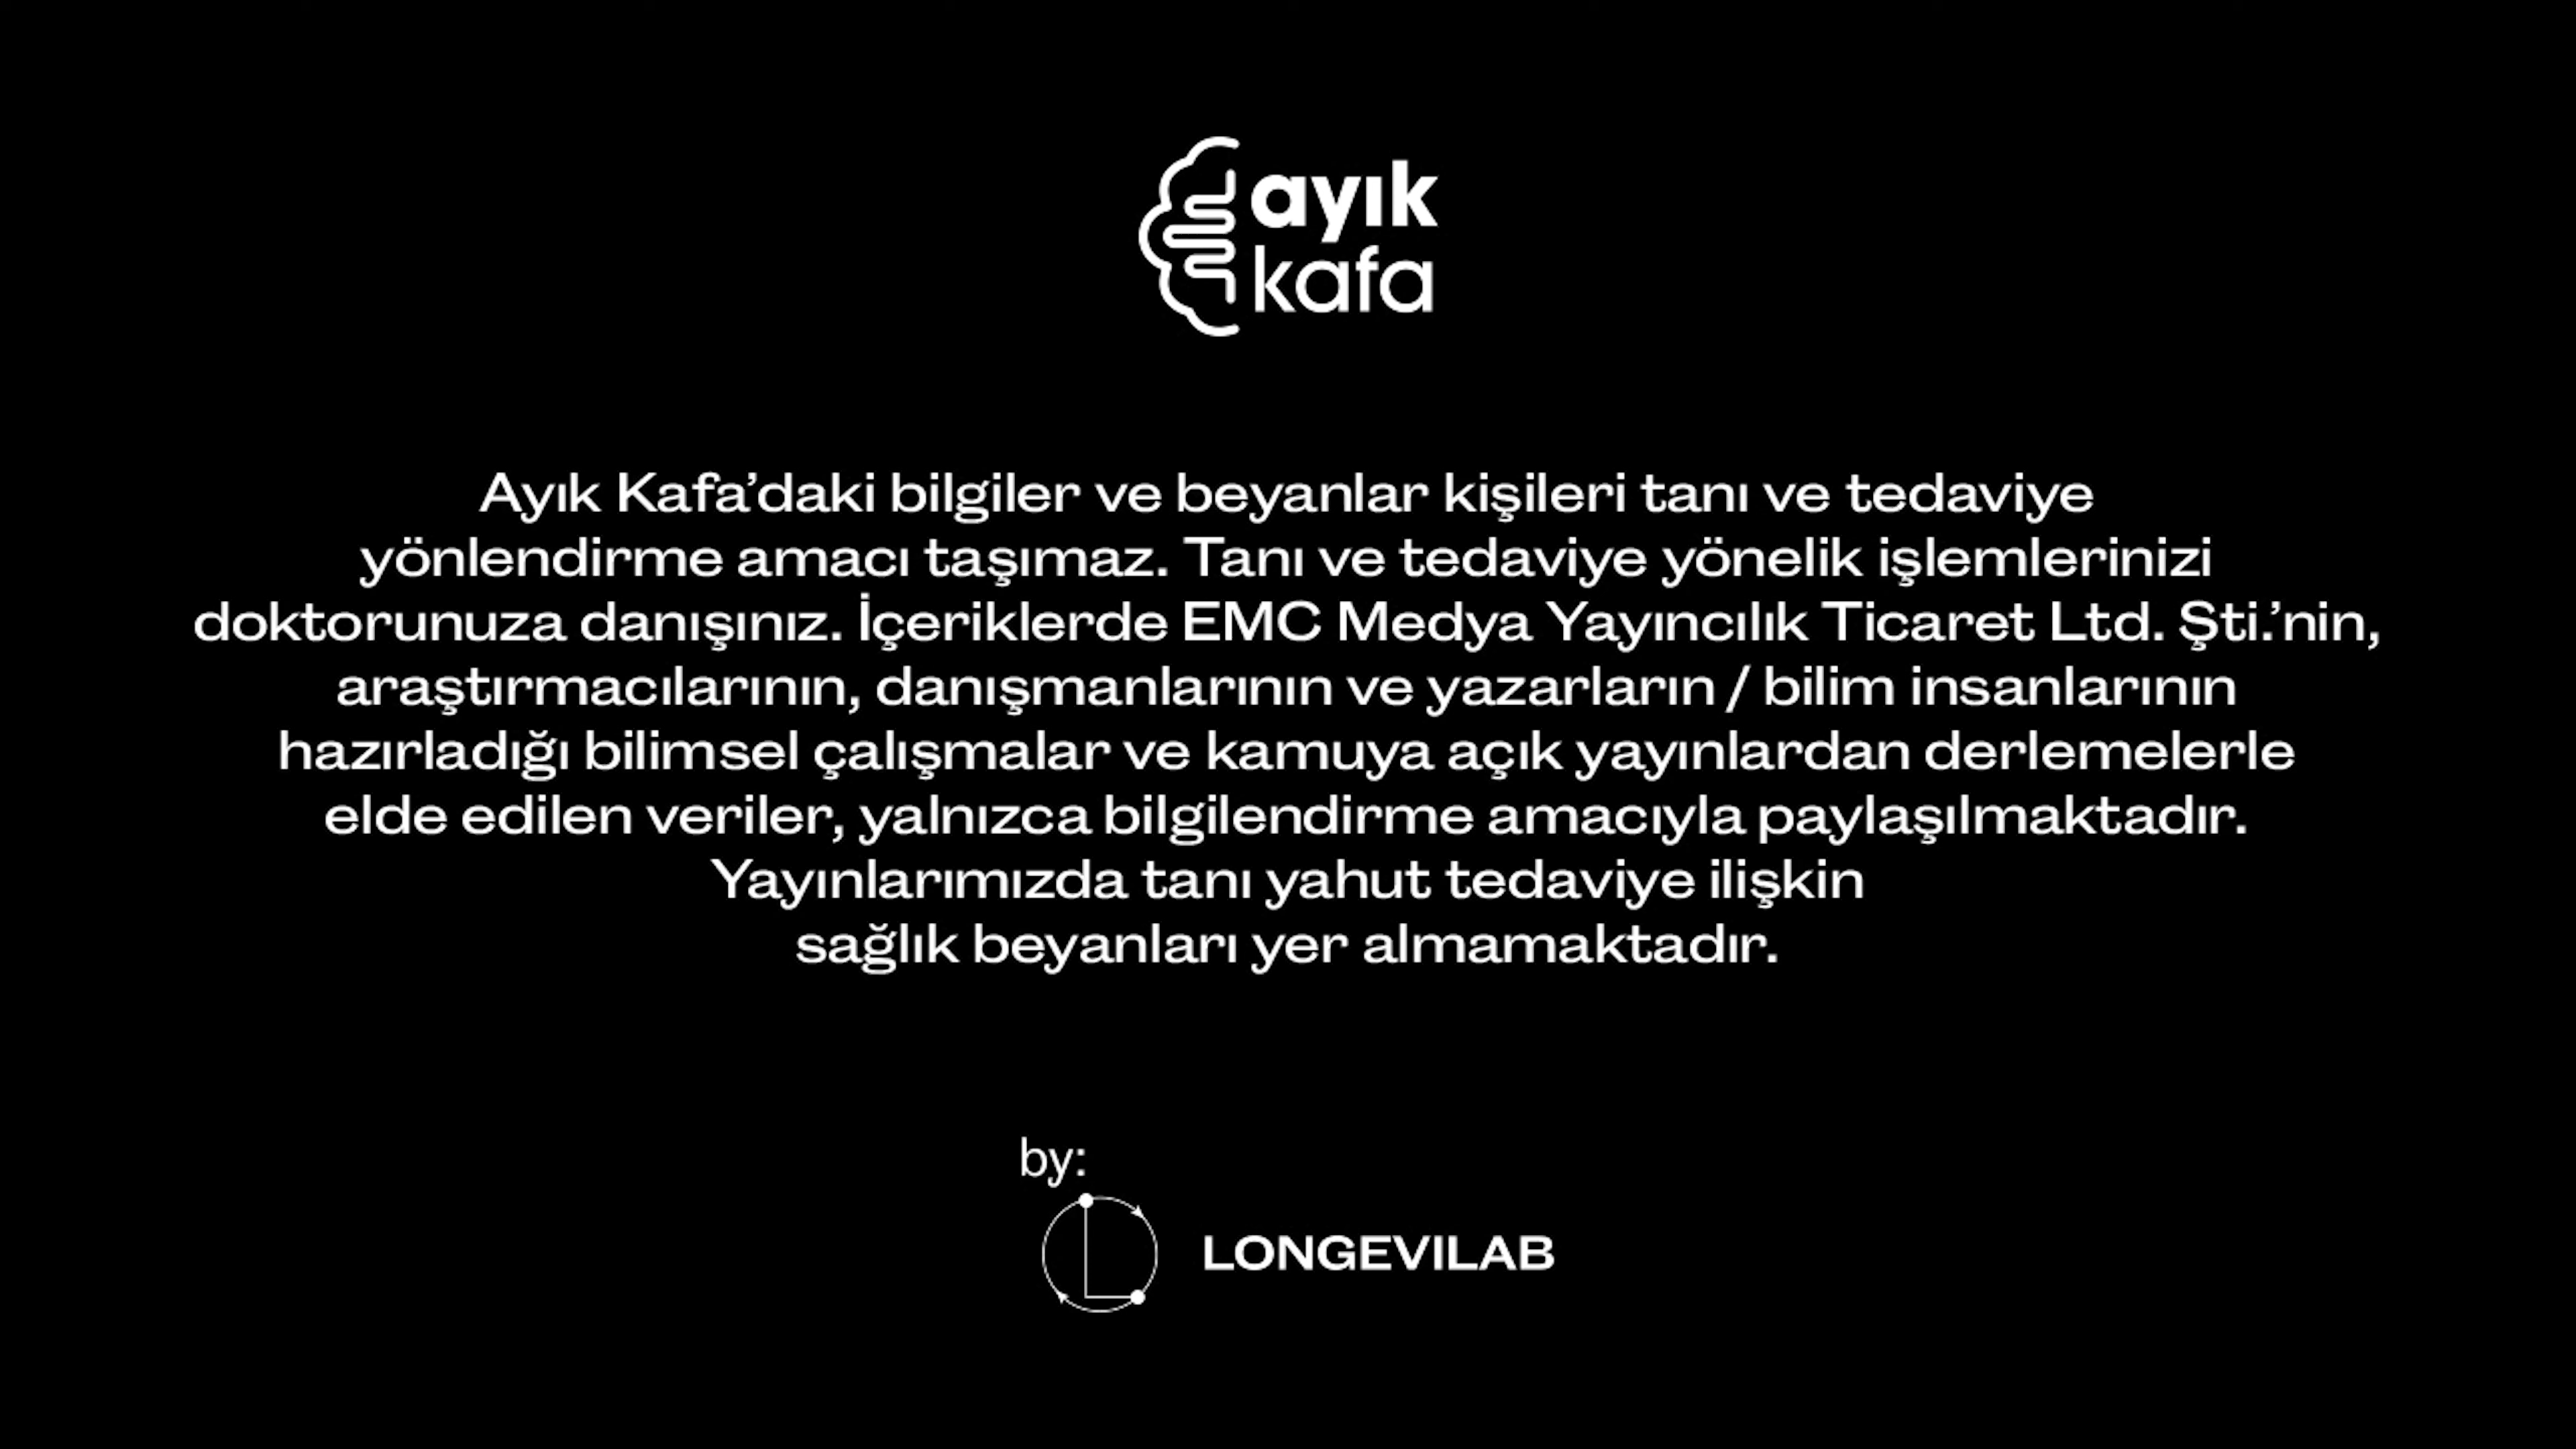 ayık
kafa
Ayık Kafa’daki bilgiler ve beyanlar kişileri tanı ve tedaviye
yönlendirme amacı taşımaz. Tanı ve tedaviye yönelik işlemlerinizi
doktorunuza danışınız. İçeriklerde EMC Medya Yayıncılık Ticaret Ltd. Şti.’nin,
araştırmacılarının, danışmanlarının ve yazarların / bilim insanlarının
hazırladığı bilimsel çalışmalar ve kamuya açık yayınlardan derlemelerle
elde edilen veriler, yalnızca bilgilendirme amacıyla paylaşılmaktadır.
Yayınlarımızda tanı yahut tedaviye ilişkin
sağlık beyanları yer almamaktadır.
by:
LONGEVILAB